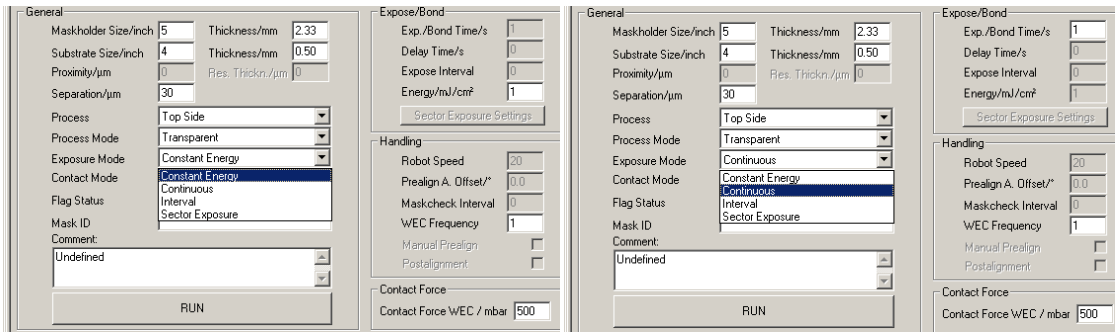 General
Maskholder Size/inch 5 Thickness/mm 2.33
Substrate Size/inch 4 Thickness/mm 0.50
Proximity/µm 0 Res. Thickn./µm 0
Separation/µm 30
Process Top Side
Process Mode Transparent
Exposure Mode Constant Energy
Contact Mode Constant Energy
Continuous
Flag Status Interval
Sector Exposure
Mask ID
Comment:
Undefined
RUN
Expose/Bond
Exp./Bond Time/s 1
Delay Time/s 0
Expose Interval 0
Energy/mJ/cm² 1
Sector Exposure Settings
Handling
Robot Speed 20
Prealign A. Offset/° 0.0
Maskcheck Interval 0
WEC Frequency 1
Manual Prealign
Postalignment
Contact Force
Contact Force WEC / mbar 500
General
Maskholder Size/inch 5 Thickness/mm 2.33
Substrate Size/inch 4 Thickness/mm 0.50
Proximity/µm 0 Res. Thickn./µm 0
Separation/µm 30
Process Top Side
Process Mode Transparent
Exposure Mode Continuous
Contact Mode Constant Energy
Continuous
Flag Status Interval
Sector Exposure
Mask ID
Comment:
Undefined
RUN
Expose/Bond
Exp./Bond Time/s 1
Delay Time/s 0
Expose Interval 0
Energy/mJ/cm² 1
Sector Exposure Settings
Handling
Robot Speed 20
Prealign A. Offset/° 0.0
Maskcheck Interval 0
WEC Frequency 1
Manual Prealign
Postalignment
Contact Force
Contact Force WEC / mbar 500